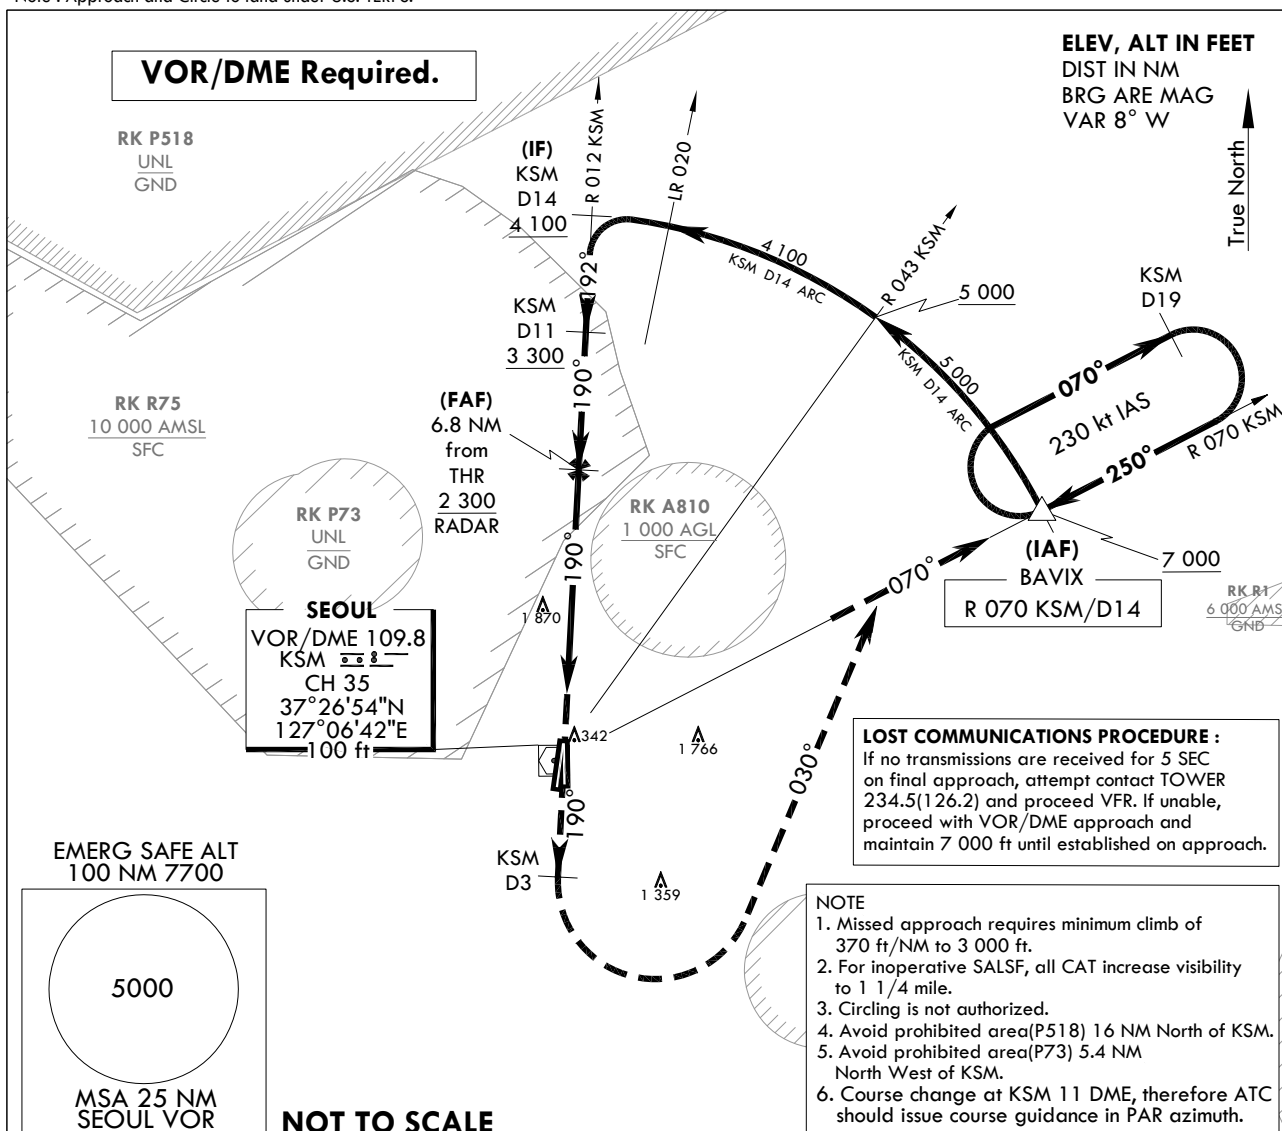 VOR/DME Required.
ELEV, ALT IN FEET
DIST IN NM
BRG ARE MAG
VAR 8° W
True North
RK P518
UNL
GND
(IF)
KSM
D14
4 100
R 012 KSM
LR 020
4 100
KSM D14 ARC
R 043 KSM
5 000
5 000
KSM D14 ARC
KSM
D19
070°
230 kt IAS
250°
R 070 KSM
192°
KSM
D11
3 300
190°
RK R75
10 000 AMSL
SFC
(FAF)
6.8 NM
from
THR
2 300
RADAR
RK P73
UNL
GND
RK A810
1 000 AGL
SFC
190°
070°
(IAF)
BAVIX
R 070 KSM/D14
7 000
RK R1
6 000 AMS
GND
1 870
SEOUL
VOR/DME 109.8
KSM
CH 35
37°26'54"N
127°06'42"E
100 ft
342
1 766
030°
190°
KSM
D3
1 359
LOST COMMUNICATIONS PROCEDURE :
If no transmissions are received for 5 SEC
on final approach, attempt contact TOWER
234.5(126.2) and proceed VFR. If unable,
proceed with VOR/DME approach and
maintain 7 000 ft until established on approach.
EMERG SAFE ALT
100 NM 7700
5000
MSA 25 NM
SEOUL VOR
NOT TO SCALE
NOTE
1. Missed approach requires minimum climb of
370 ft/NM to 3 000 ft.
2. For inoperative SALSF, all CAT increase visibility
to 1 1/4 mile.
3. Circling is not authorized.
4. Avoid prohibited area(P518) 16 NM North of KSM.
5. Avoid prohibited area(P73) 5.4 NM
North West of KSM.
6. Course change at KSM 11 DME, therefore ATC
should issue course guidance in PAR azimuth.